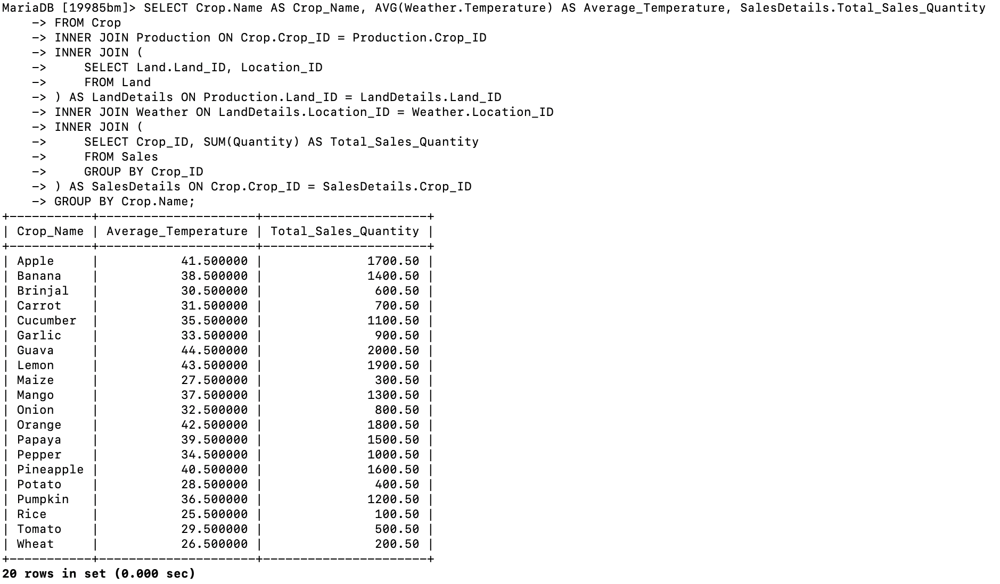 MariaDB [19985bm]> SELECT Crop.Name AS Crop_Name, AVG(Weather.Temperature) AS Average_Temperature, SalesDetails.Total_Sales_Quantity
    -> FROM Crop
    -> INNER JOIN Production ON Crop.Crop_ID = Production.Crop_ID
    -> INNER JOIN (
    ->     SELECT Land.Land_ID, Location_ID
    ->     FROM Land
    -> ) AS LandDetails ON Production.Land_ID = LandDetails.Land_ID
    -> INNER JOIN Weather ON LandDetails.Location_ID = Weather.Location_ID
    -> INNER JOIN (
    ->     SELECT Crop_ID, SUM(Quantity) AS Total_Sales_Quantity
    ->     FROM Sales
    ->     GROUP BY Crop_ID
    -> ) AS SalesDetails ON Crop.Crop_ID = SalesDetails.Crop_ID
    -> GROUP BY Crop.Name;
+-----------+---------------------+----------------------+
| Crop_Name | Average_Temperature | Total_Sales_Quantity |
+-----------+---------------------+----------------------+
| Apple     |           41.500000 |              1700.50 |
| Banana    |           38.500000 |              1400.50 |
| Brinjal   |           30.500000 |               600.50 |
| Carrot    |           31.500000 |               700.50 |
| Cucumber  |           35.500000 |              1100.50 |
| Garlic    |           33.500000 |               900.50 |
| Guava     |           44.500000 |              2000.50 |
| Lemon     |           43.500000 |              1900.50 |
| Maize     |           27.500000 |               300.50 |
| Mango     |           37.500000 |              1300.50 |
| Onion     |           32.500000 |               800.50 |
| Orange    |           42.500000 |              1800.50 |
| Papaya    |           39.500000 |              1500.50 |
| Pepper    |           34.500000 |              1000.50 |
| Pineapple |           40.500000 |              1600.50 |
| Potato    |           28.500000 |               400.50 |
| Pumpkin   |           36.500000 |              1200.50 |
| Rice      |           25.500000 |               100.50 |
| Tomato    |           29.500000 |               500.50 |
| Wheat     |           26.500000 |               200.50 |
+-----------+---------------------+----------------------+
20 rows in set (0.000 sec)